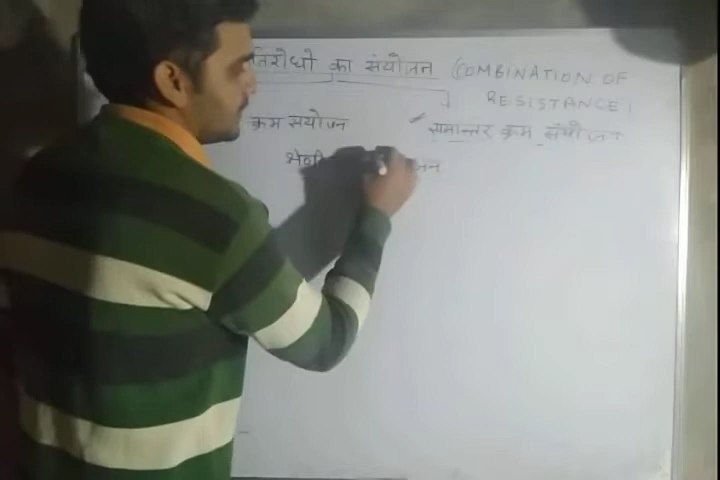 तिरोधो का संयोजन (COMBINATION OF
RESISTANCE)
क्रम संयोजन
समान्तर क्रम संयोजन